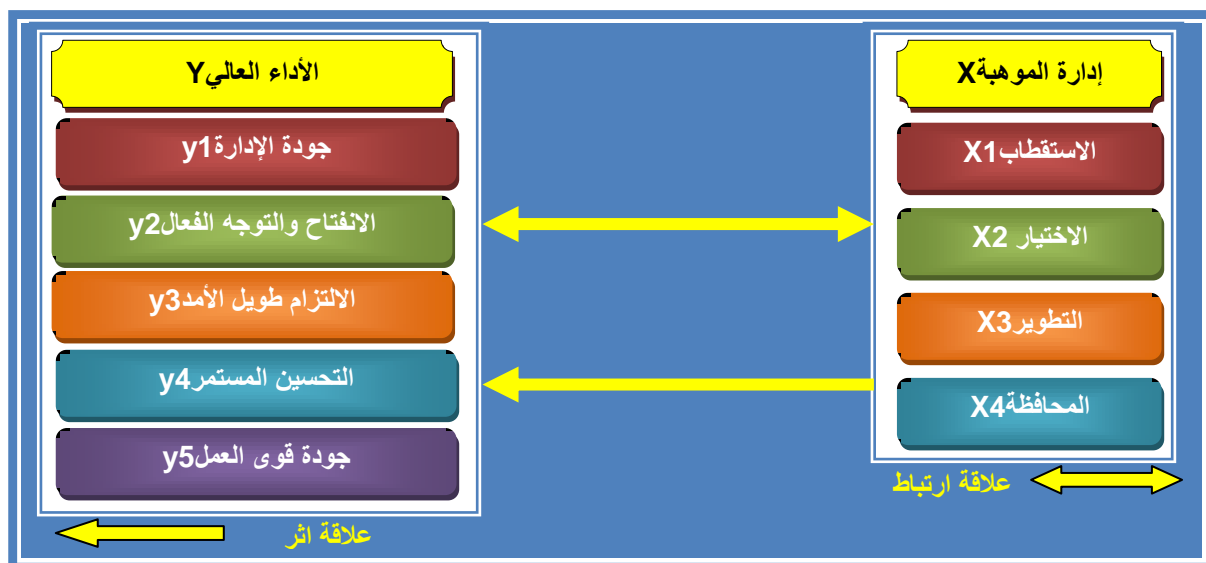 إدارة الموهبةX
الاستقطابX1
الاختيار X2
التطويرX3
المحافظةX4
علاقة ارتباط
الأداء العاليY
جودة الإدارةy1
الانفتاح والتوجه الفعالy2
الالتزام طويل الأمدy3
التحسين المستمرy4
جودة قوى العملy5
علاقة اثر